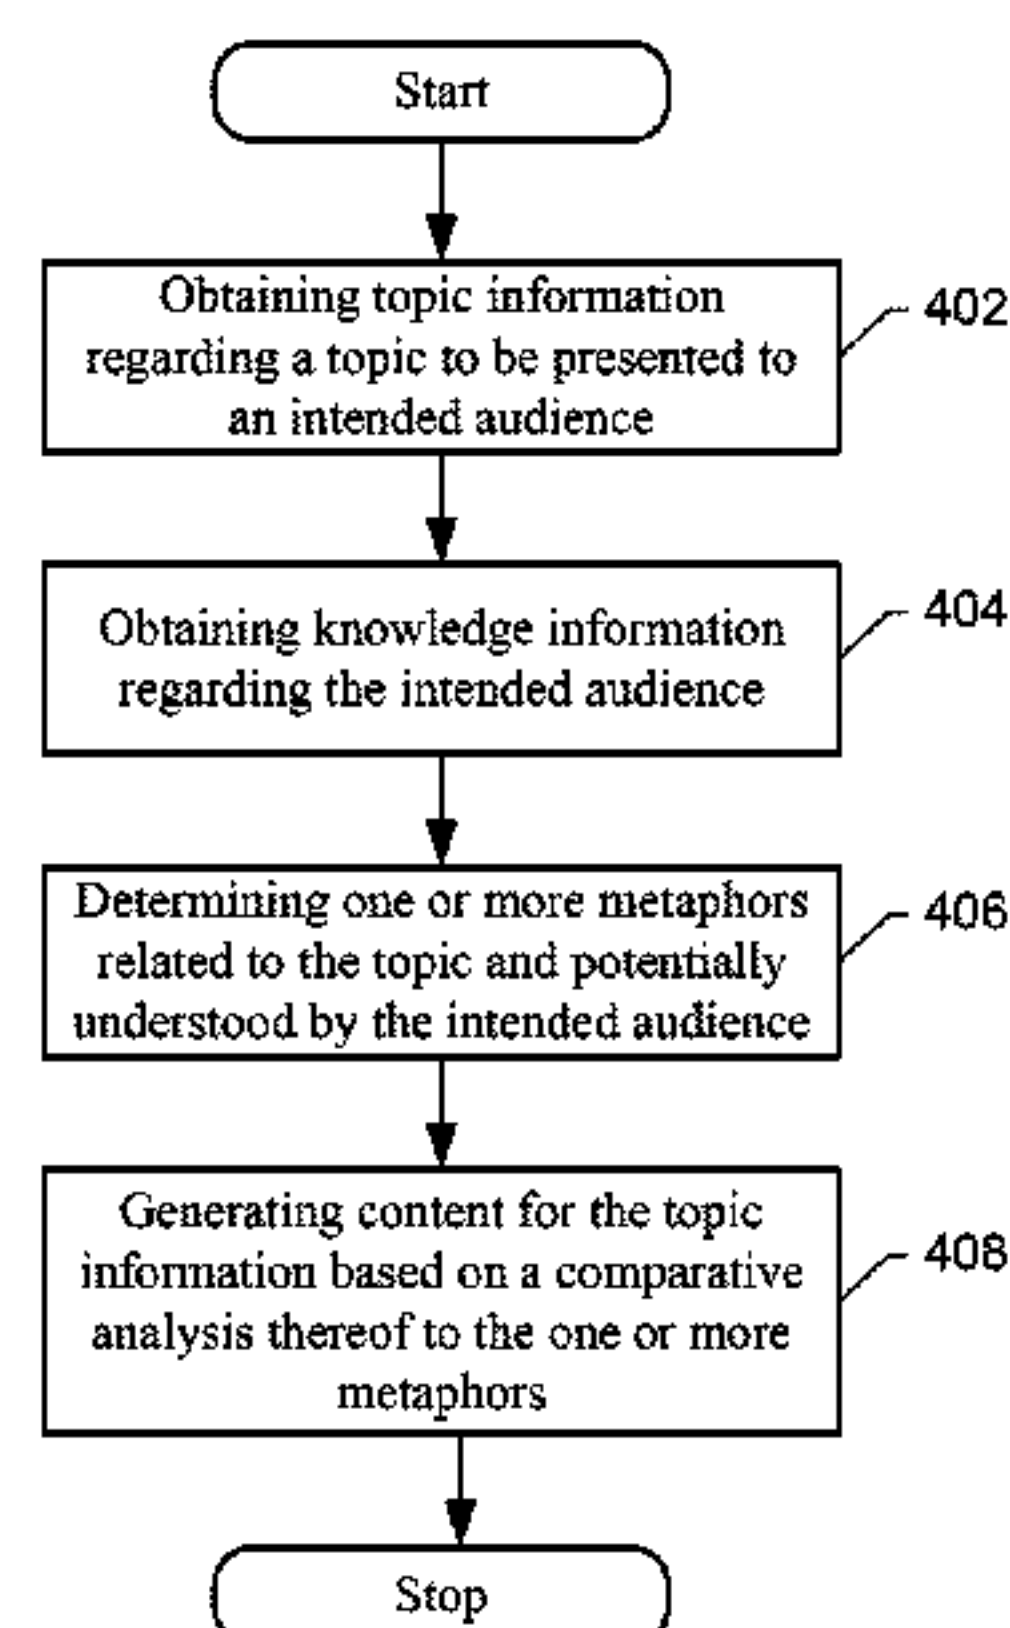 Start
Obtaining topic information
regarding a topic to be presented to
an intended audience
402
Obtaining knowledge information
regarding the intended audience
404
Determining one or more metaphors
related to the topic and potentially
understood by the intended audience
406
Generating content for the topic
information based on a comparative
analysis thereof to the one or more
metaphors
408
Stop